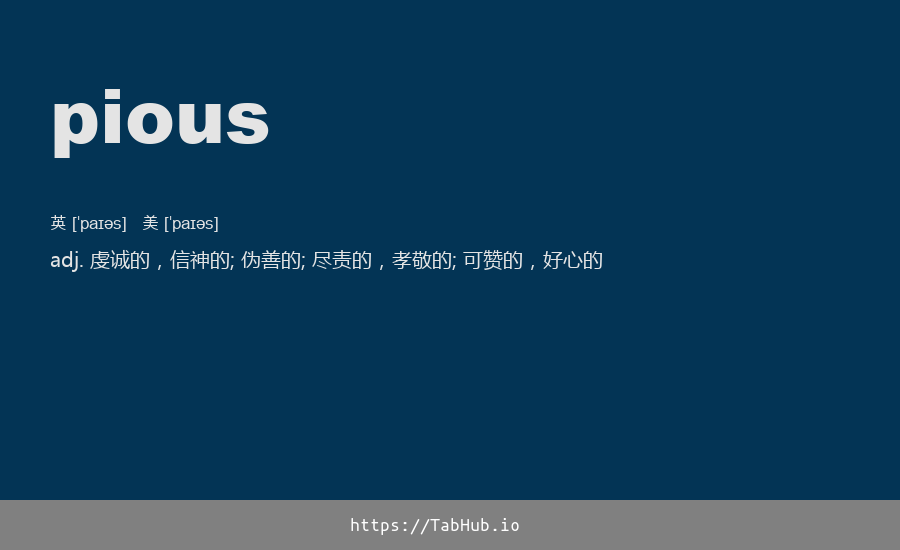 pious
英 [ˈpaɪəs] 美 [ˈpaɪəs]
adj. 虔诚的，信神的; 伪善的; 尽责的，孝敬的; 可赞的，好心的
https://TabHub.io